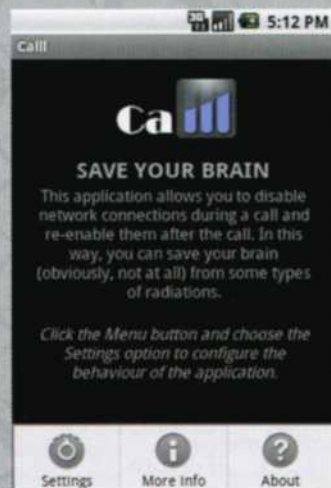 3G 5:12 PM
Calll
Ca
SAVE YOUR BRAIN
This application allows you to disable
network connections during a call and
re-enable them after the call. In this
way, you can save your brain
(obviously, not at all) from some types
of radiations.
Click the Menu button and choose the
Settings option to configure the
behaviour of the application.
Settings More Info About